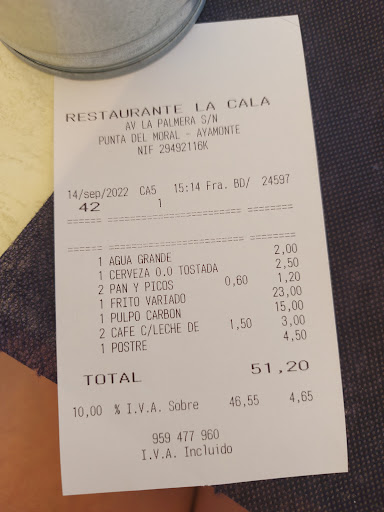 RESTAURANTE LA CALA
AV LA PALMERA S/N
PUNTA DEL MORAL - AYAMONTE
NIF 29492116K
14/sep/2022 CA5 15:14 Fra. BD/ 24597
42 1
1 AGUA GRANDE 2,00
1 CERVEZA 0.0 TOSTADA 2,50
2 PAN Y PICOS 0,60 1,20
1 FRITO VARIADO 23,00
1 PULPO CARBON 15,00
2 CAFE C/LECHE DE 1,50 3,00
1 POSTRE 4,50
TOTAL 51,20
10,00 % I.V.A. Sobre 46,55 4,65
959 477 960
I.V.A. Incluido